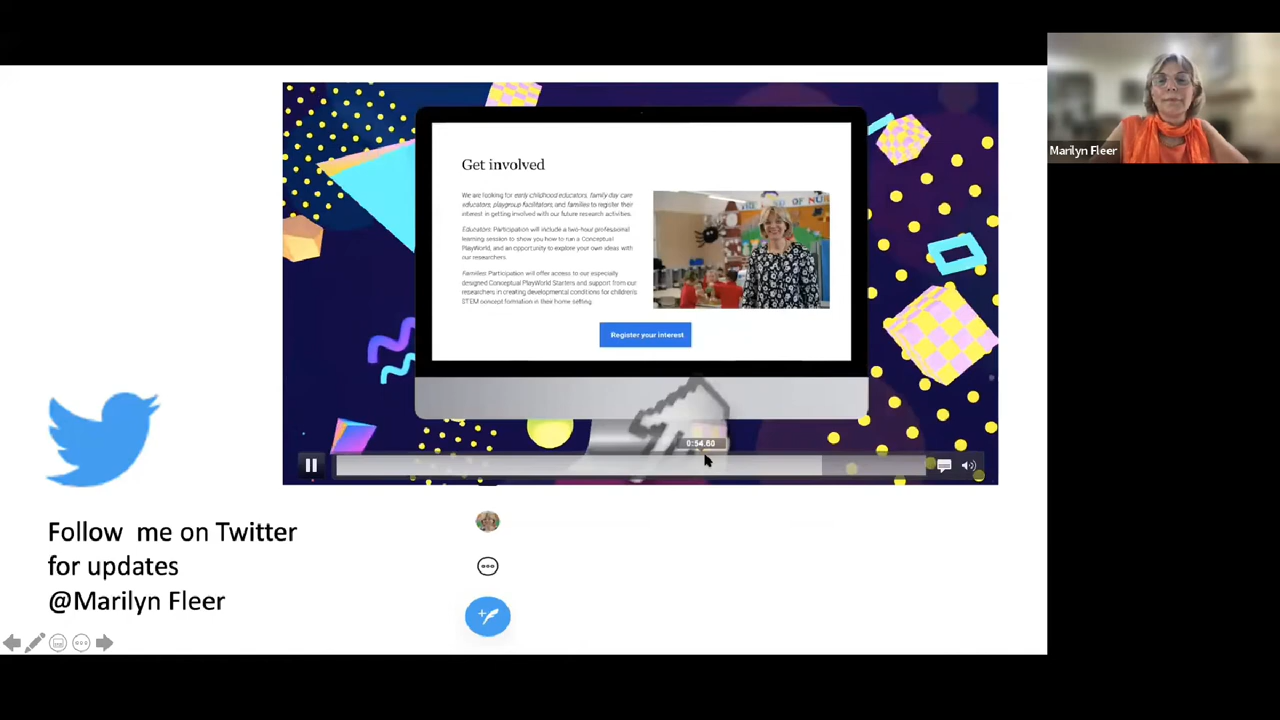 Marilyn Fleer
Get involved
We are looking for early childhood educators, family day care
educators, playgroup facilitators, and families to register their
interest in getting involved with our future research activities.
Educators: Participation will include a two-hour professional
learning session to show you how to run a Conceptual
PlayWorld, and an opportunity to explore your own ideas with
our researchers.
Families: Participation will offer access to our especially
designed Conceptual PlayWorld Starters and support from our
researchers in creating developmental conditions for children's
STEM concept formation in their home setting.
Register your interest
0:54.60
Follow me on Twitter
for updates
@Marilyn Fleer